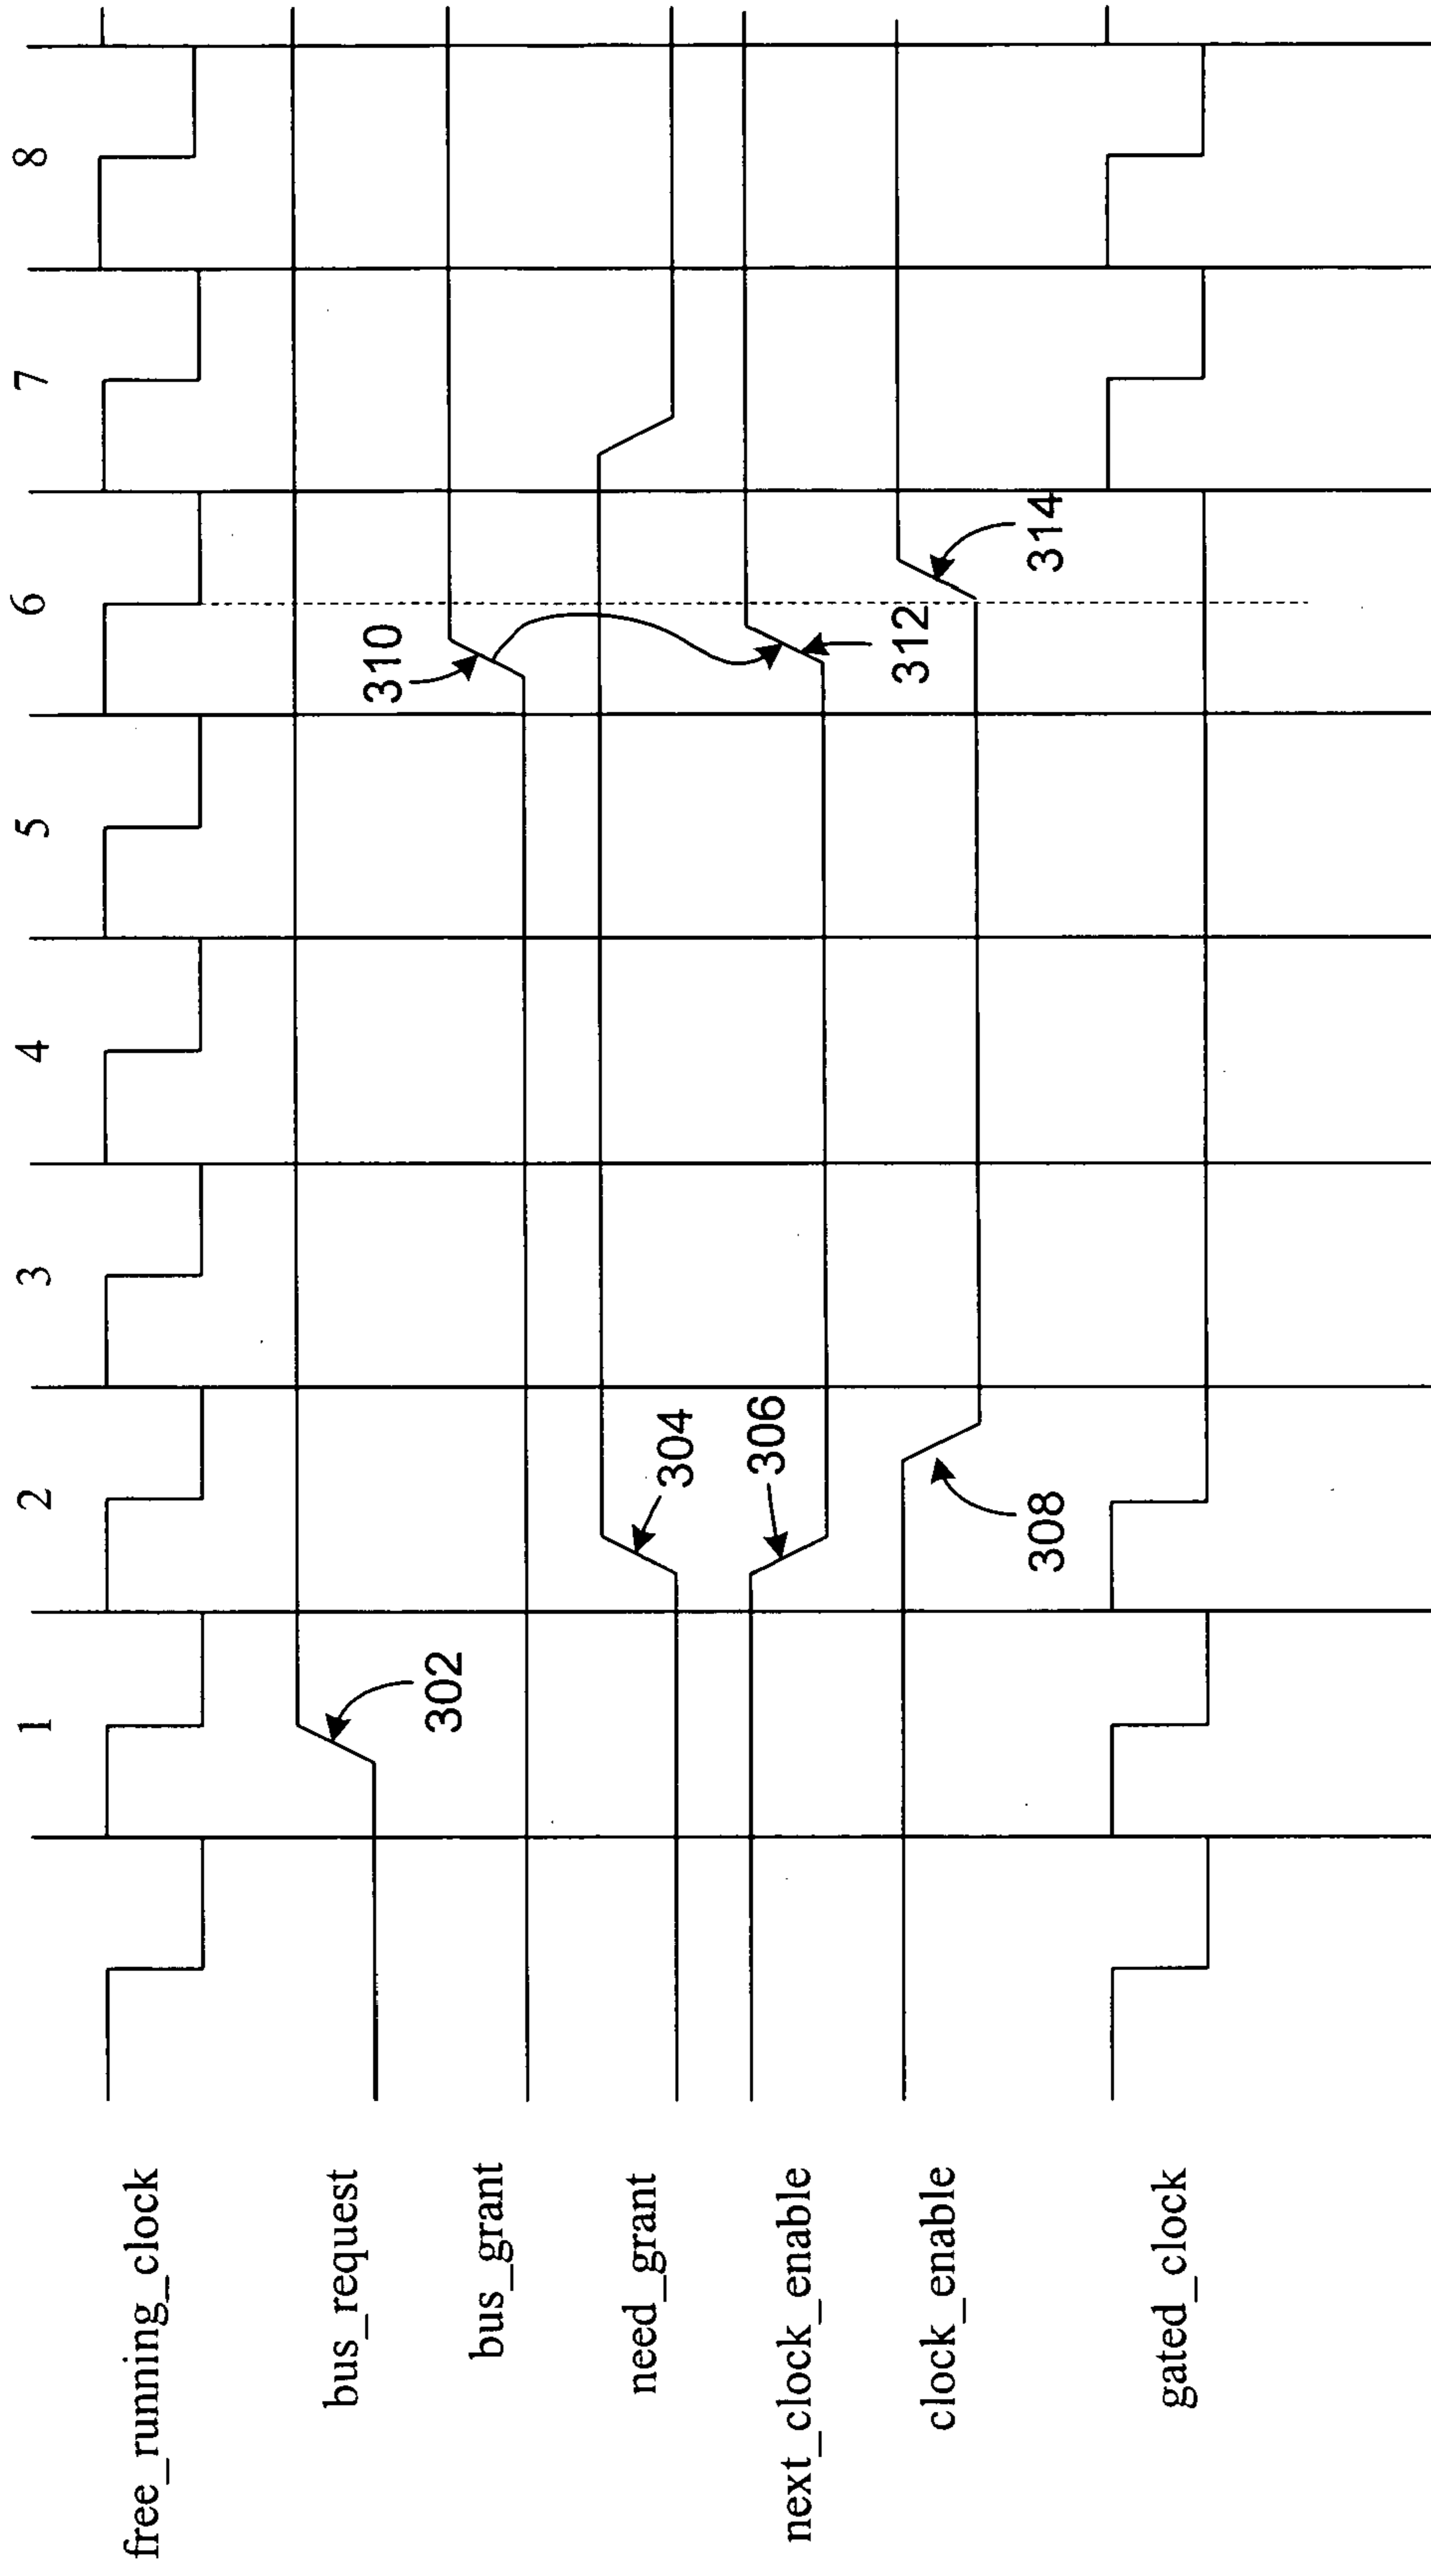 1 2 3 4 5 6 7 8
free_running_clock
bus_request
302
bus_grant
310
need_grant
304
next_clock_enable
306
312
clock_enable
308
314
gated_clock